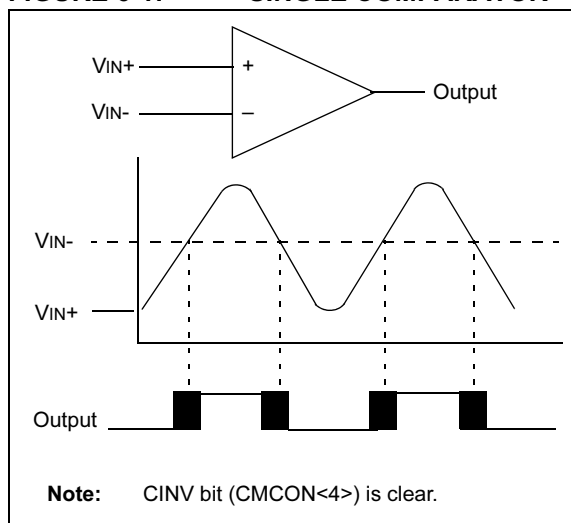 VIN+
+
Output
VIN-
–
VIN-
VIN+
Output
Note: CINV bit (CMCON<4>) is clear.